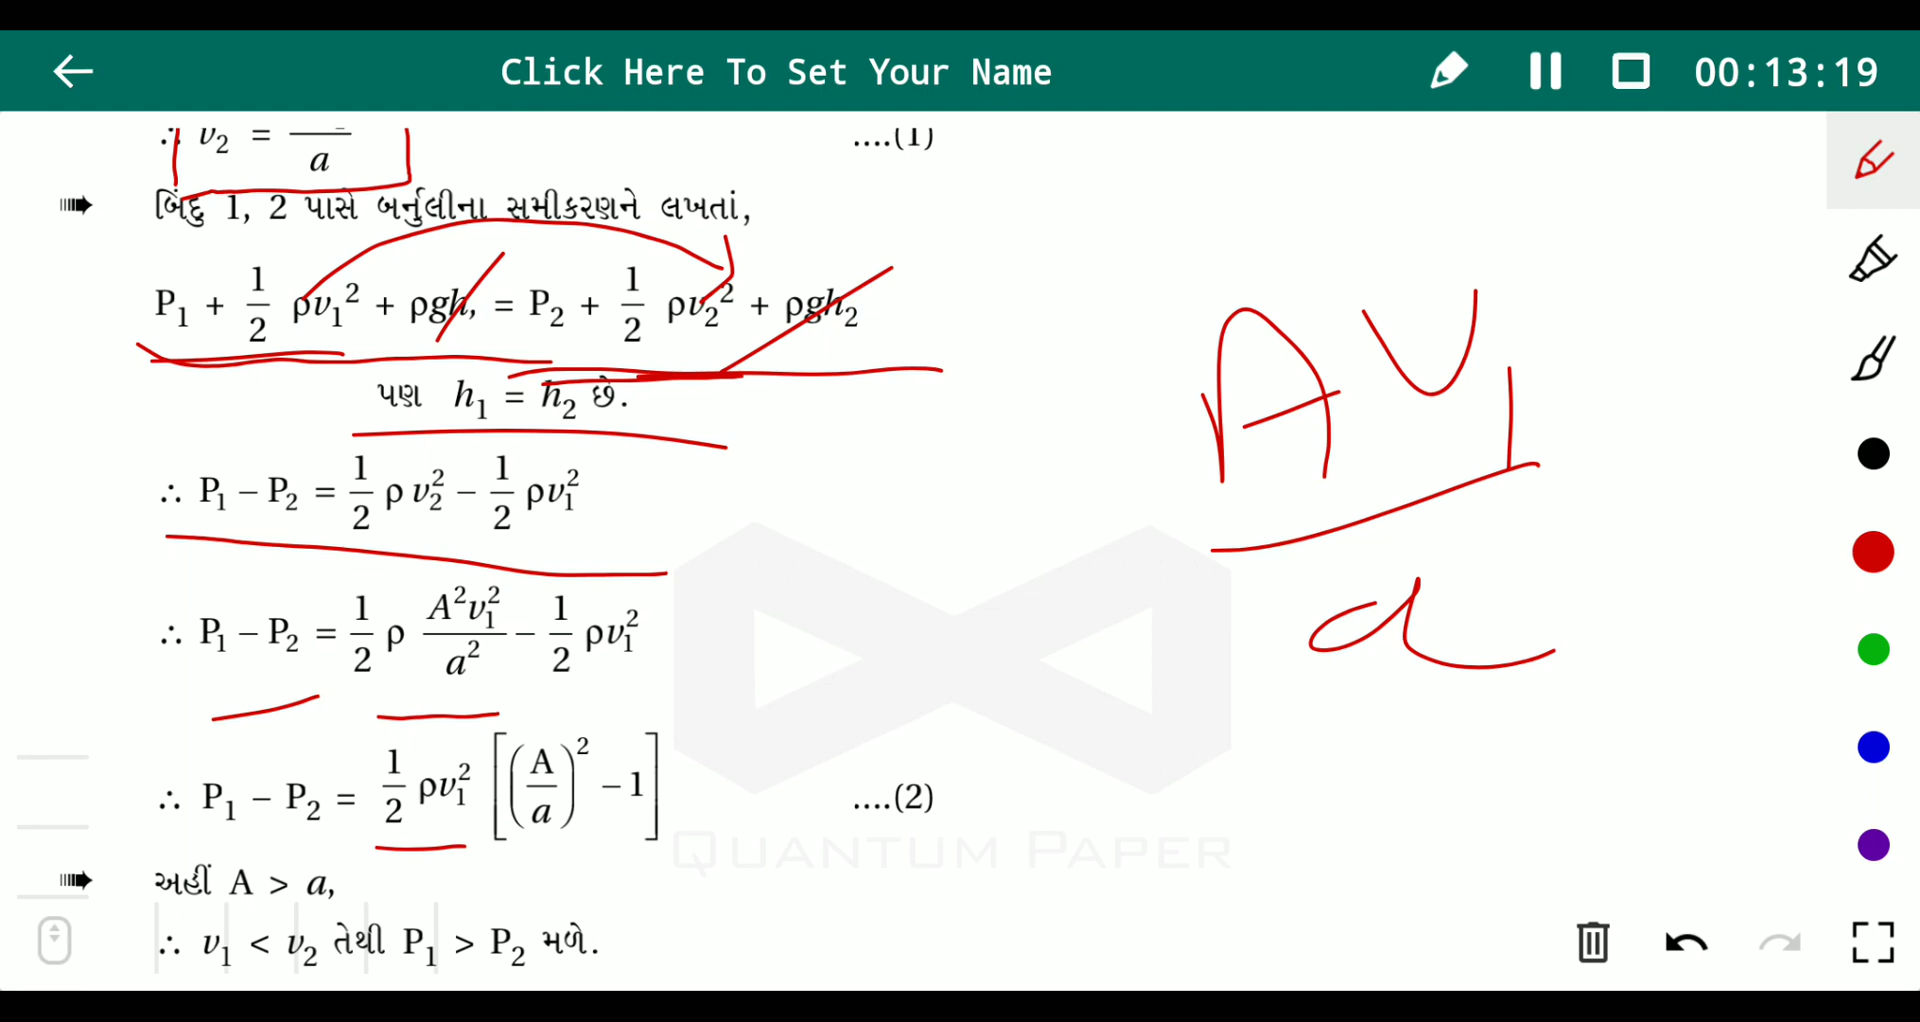 Click Here To Set Your Name 00:13:19
∴ v₂ = a ....(1)
બિંદુ 1, 2 પાસે બર્નુલીના સમીકરણને લખતાં,
P₁ + 1/2 ρv₁² + ρgh, = P₂ + 1/2 ρv₂² + ρgh₂
પણ h₁ = h₂ છે.
∴ P₁ – P₂ = 1/2 ρ v₂² – 1/2 ρv₁²
∴ P₁ – P₂ = 1/2 ρ A²v₁²/a² – 1/2 ρv₁²
∴ P₁ – P₂ = 1/2 ρv₁² [(A/a)² – 1] ....(2)
અહીં A > a,
∴ v₁ < v₂ તેથી P₁ > P₂ મળે.
AV₁
a
QUANTUM PAPER